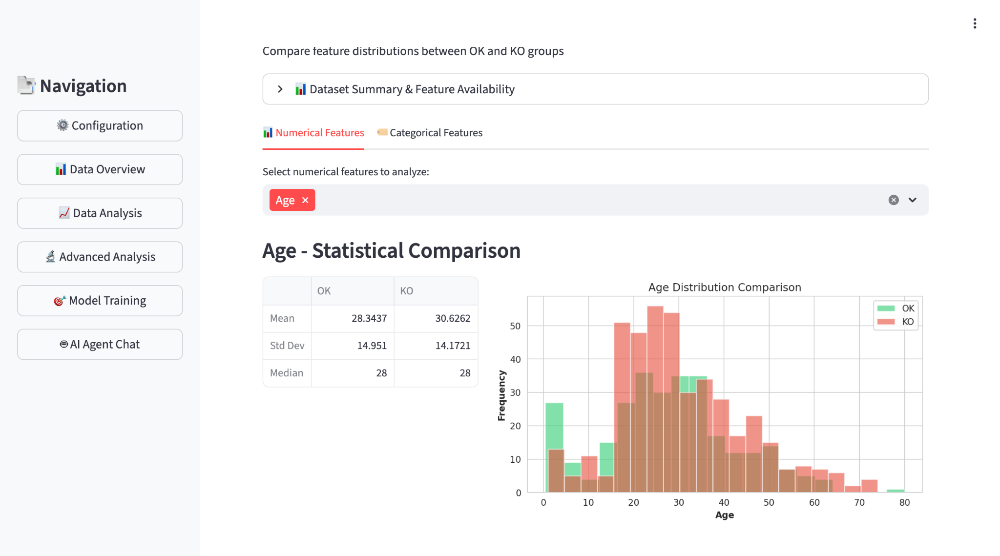 Compare feature distributions between OK and KO groups
Navigation
Configuration
Data Overview
Data Analysis
Advanced Analysis
Model Training
AI Agent Chat
Dataset Summary & Feature Availability
Numerical Features Categorical Features
Select numerical features to analyze:
Age
Age - Statistical Comparison
OK KO
Mean 28.3437 30.6262
Std Dev 14.951 14.1721
Median 28 28
Age Distribution Comparison
OK
KO
Frequency
50
40
30
20
10
0
0 10 20 30 40 50 60 70 80
Age